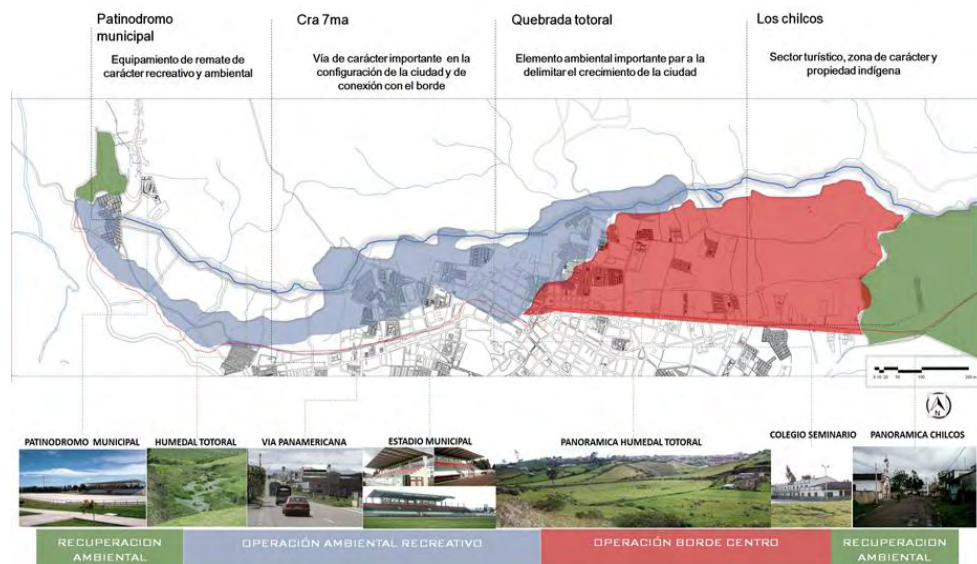 Patinodromo
municipal
Cra 7ma
Quebrada totoral
Los chilcos
Equipamiento de remate de
carácter recreativo y ambiental
Vía de carácter importante en la
configuración de la ciudad y de
conexión con el borde
Elemento ambiental importante par a la
delimitar el crecimiento de la ciudad
Sector turístico, zona de carácter y
propiedad indígena
N
PATINODROMO MUNICIPAL
HUMEDAL TOTORAL
VIA PANAMERICANA
ESTADIO MUNICIPAL
PANORAMICA HUMEDAL TOTORAL
COLEGIO SEMINARIO
PANORAMICA CHILCOS
RECUPERACION
AMBIENTAL
OPERACIÓN AMBIENTAL RECREATIVO
OPERACIÓN BORDE CENTRO
RECUPERACION
AMBIENTAL